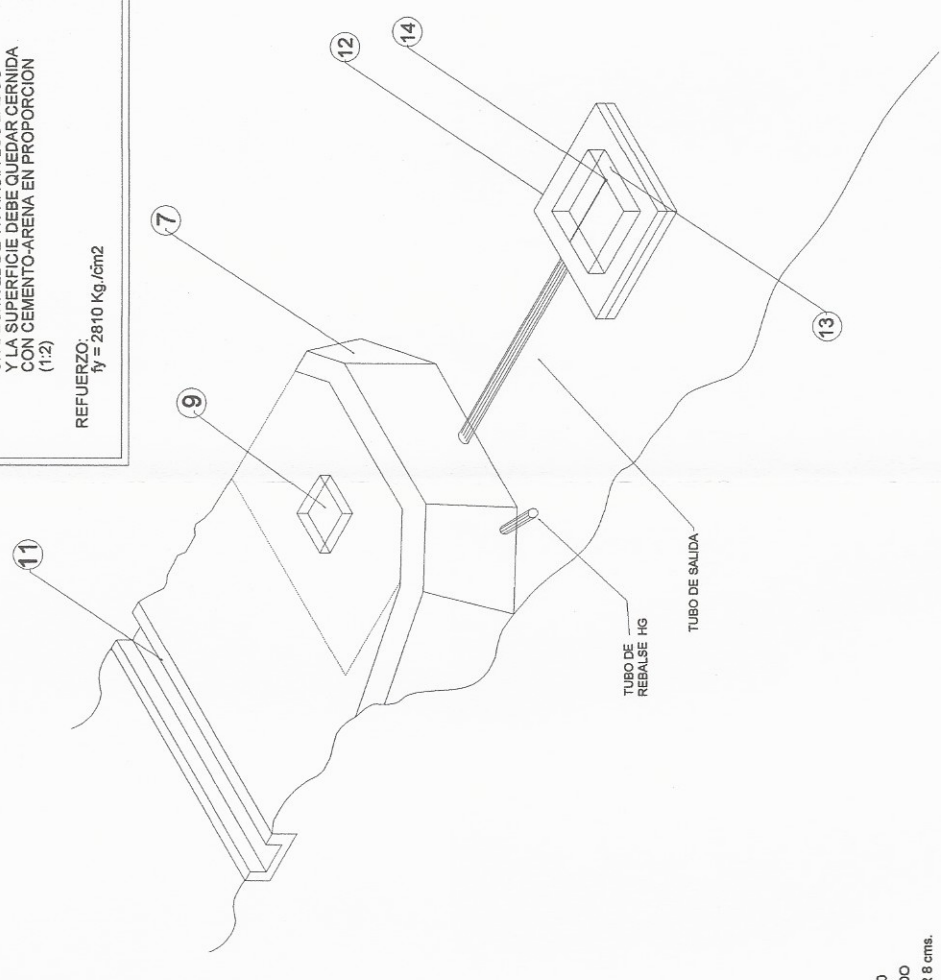 Y LA SUPERFICIE DEBE QUEDAR CERNIDA
CON CEMENTO-ARENA EN PROPORCION
(1:2)
REFUERZO:
fy = 2810 Kg./cm2
11
9
7
12
14
13
TUBO DE
REBALSE HG
TUBO DE SALIDA
8 cms.